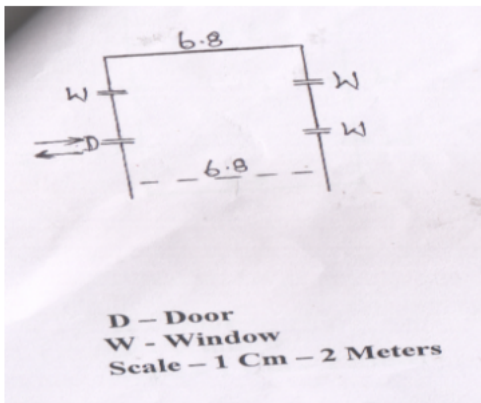 6.8
W
W
D
W
6.8
D – Door
W - Window
Scale – 1 Cm – 2 Meters